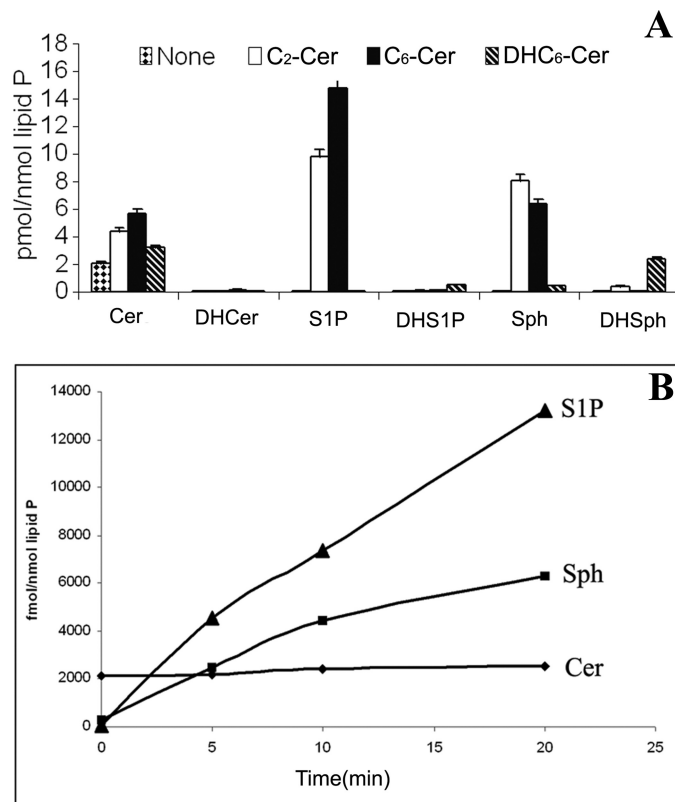 A
18
None C2-Cer C6-Cer DHC6-Cer
16
14
12
10
8
6
4
2
0
pmol/nmol lipid P
Cer DHCer S1P DHS1P Sph DHSph
B
14000
12000
10000
8000
6000
4000
2000
0
fmol/nmol lipid P
S1P
Sph
Cer
0 5 10 15 20 25
Time(min)